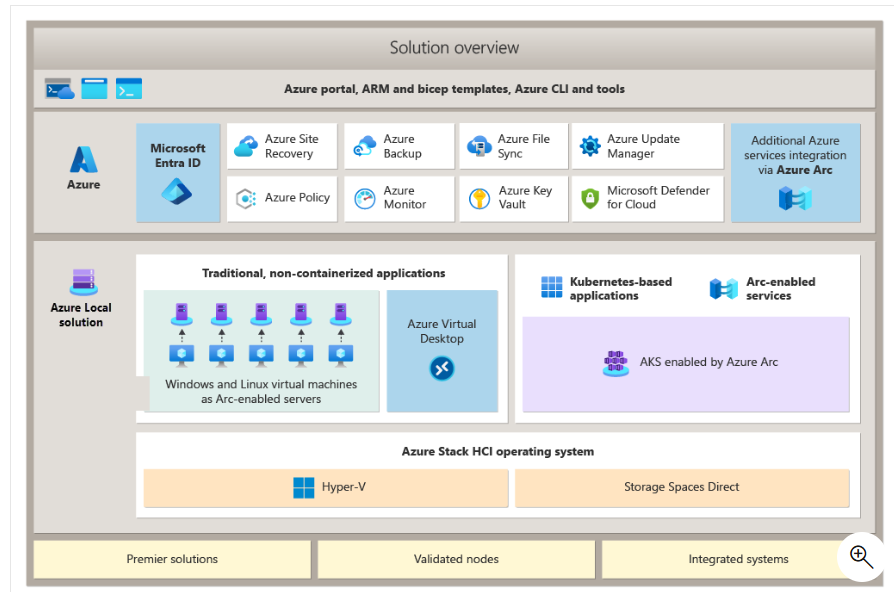 Solution overview
Azure portal, ARM and bicep templates, Azure CLI and tools
Azure
Microsoft
Entra ID
Azure Site
Recovery
Azure
Backup
Azure File
Sync
Azure Update
Manager
Azure Policy
Azure
Monitor
Azure Key
Vault
Microsoft Defender
for Cloud
Additional Azure
services integration
via Azure Arc
Azure Local
solution
Traditional, non-containerized applications
Windows and Linux virtual machines
as Arc-enabled servers
Azure Virtual
Desktop
Kubernetes-based
applications
Arc-enabled
services
AKS enabled by Azure Arc
Azure Stack HCI operating system
Hyper-V
Storage Spaces Direct
Premier solutions
Validated nodes
Integrated systems